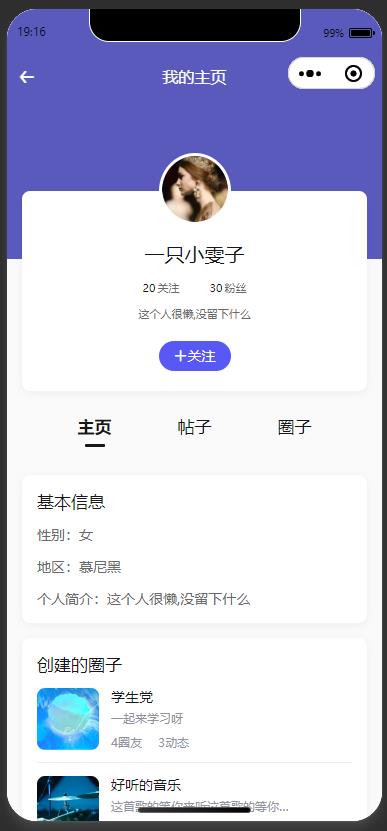 19:16
99%
我的主页
一只小雯子
20 关注 30 粉丝
这个人很懒,没留下什么
+关注
主页 帖子 圈子
基本信息
性别：女
地区：慕尼黑
个人简介：这个人很懒,没留下什么
创建的圈子
学生党
一起来学习呀
4圈友 3动态
好听的音乐
这首歌的等你来听这首歌的等你...